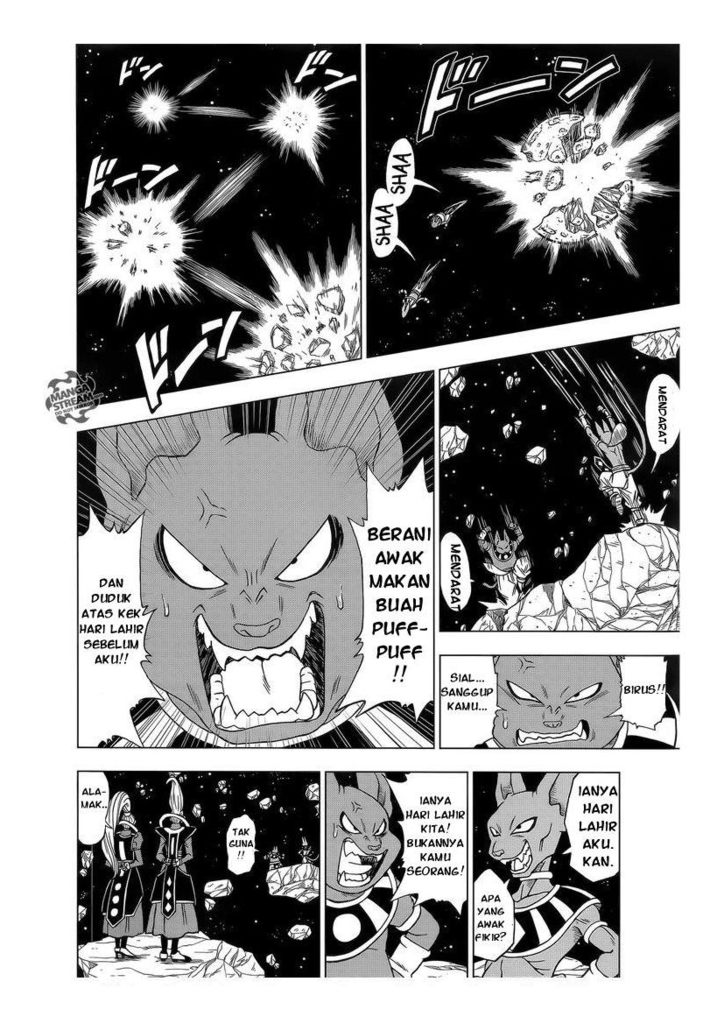 ドーン
SHAA
SHAA
ドーン
ドーン
ドーン
ドーン
MENDARAT
MENDARAT
BERANI
AWAK
MAKAN
BUAH
PUFF-
PUFF
!!
DAN
DUDUK
ATAS KEK
HARI LAHIR
SEBELUM
AKU!!
BIRUS!!
SIAL...
SANGGUP
KAMU...
IANYA
HARI
LAHIR
AKU.
KAN.
APA
YANG
AWAK
FIKIR?
IANYA
HARI LAHIR
KITA!
BUKANNYA
KAMU
SEORANG!
TAK
GUNA
!!
ALA-
MAK..
MANGA
STREAM